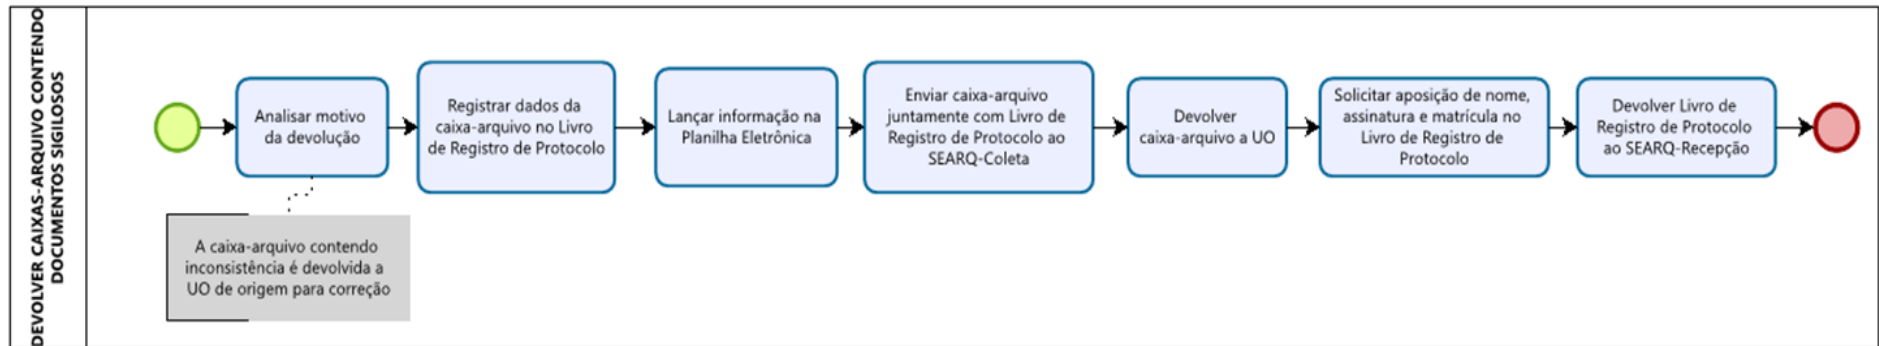 DEVOLVER CAIXAS-ARQUIVO CONTENDO
DOCUMENTOS SIGILOSOS
Analisar motivo
da devolução
Registrar dados da
caixa-arquivo no Livro
de Registro de Protocolo
Lançar informação na
Planilha Eletrônica
Enviar caixa-arquivo
juntamente com Livro de
Registro de Protocolo ao
SEARQ-Coleta
Devolver
caixa-arquivo a UO
Solicitar aposição de nome,
assinatura e matrícula no
Livro de Registro de
Protocolo
Devolver Livro de
Registro de Protocolo
ao SEARQ-Recepção
A caixa-arquivo contendo
inconsistência é devolvida a
UO de origem para correção